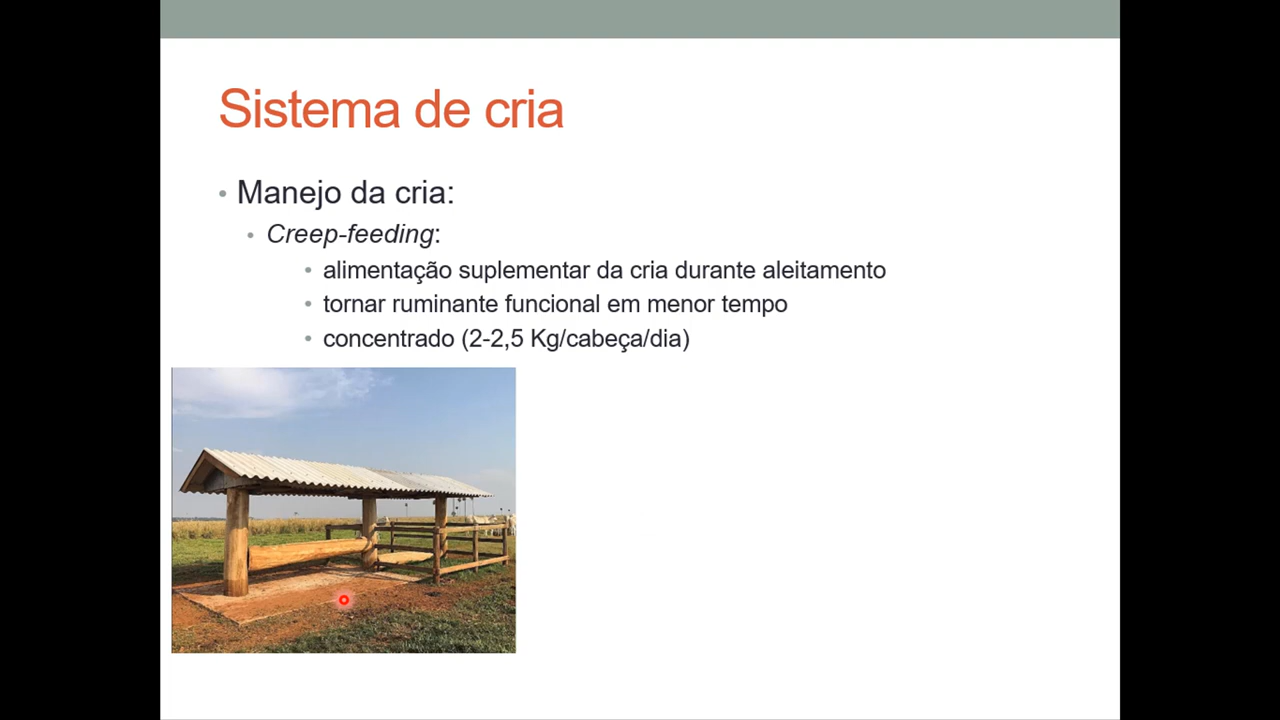 Sistema de cria
• Manejo da cria:
• Creep-feeding:
• alimentação suplementar da cria durante aleitamento
• tornar ruminante funcional em menor tempo
• concentrado (2-2,5 Kg/cabeça/dia)